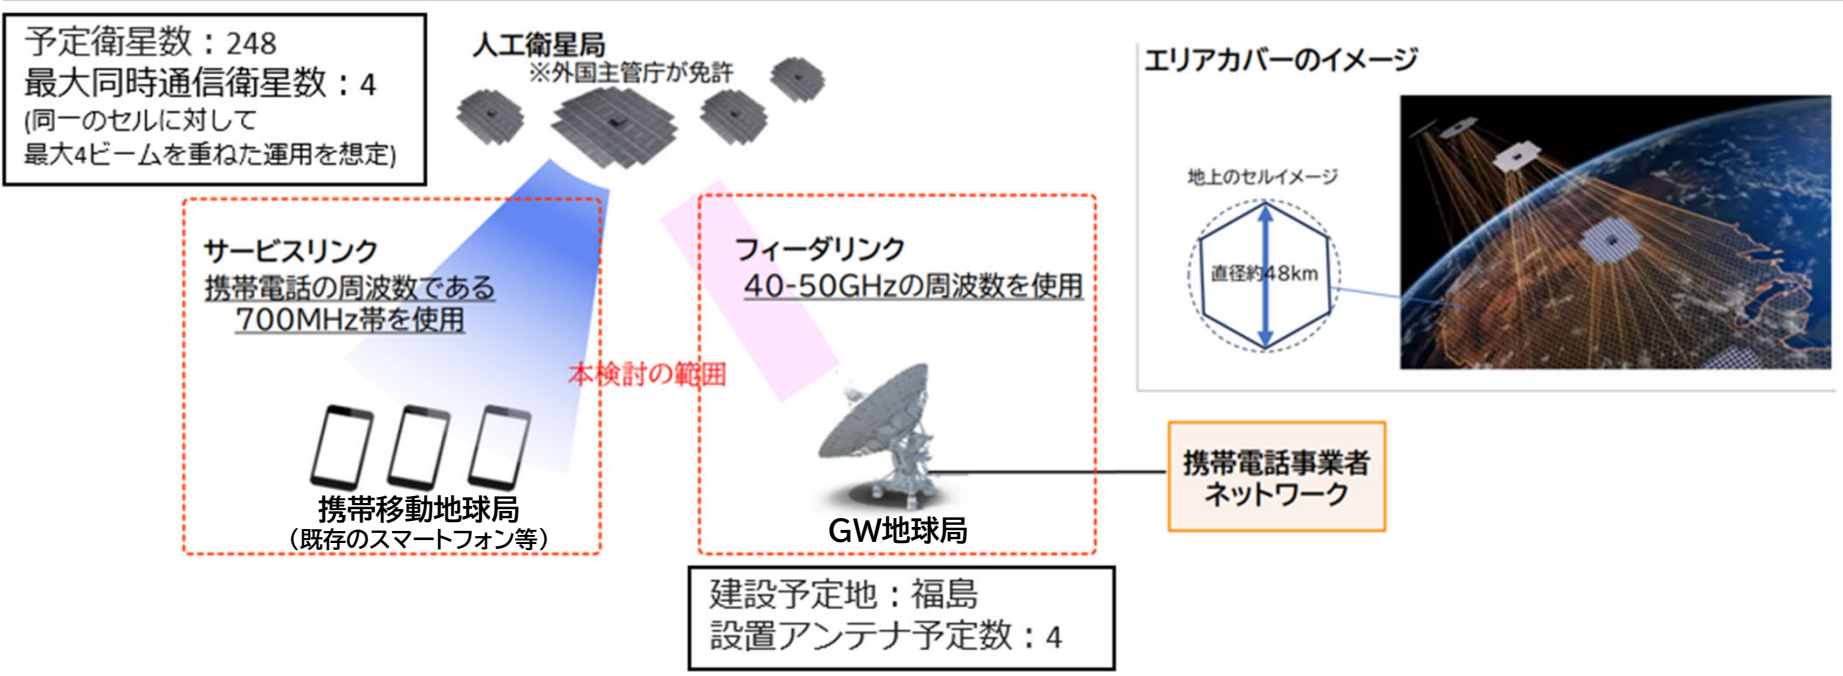 予定衛星数：248
最大同時通信衛星数：4
(同一のセルに対して
最大4ビームを重ねた運用を想定)
人工衛星局
※外国主管庁が免許
サービスリンク
携帯電話の周波数である
700MHz帯を使用
フィーダリンク
40-50GHzの周波数を使用
本検討の範囲
携帯移動地球局
（既存のスマートフォン等）
GW地球局
建設予定地：福島
設置アンテナ予定数：4
エリアカバーのイメージ
地上のセルイメージ
直径約48km
携帯電話事業者
ネットワーク